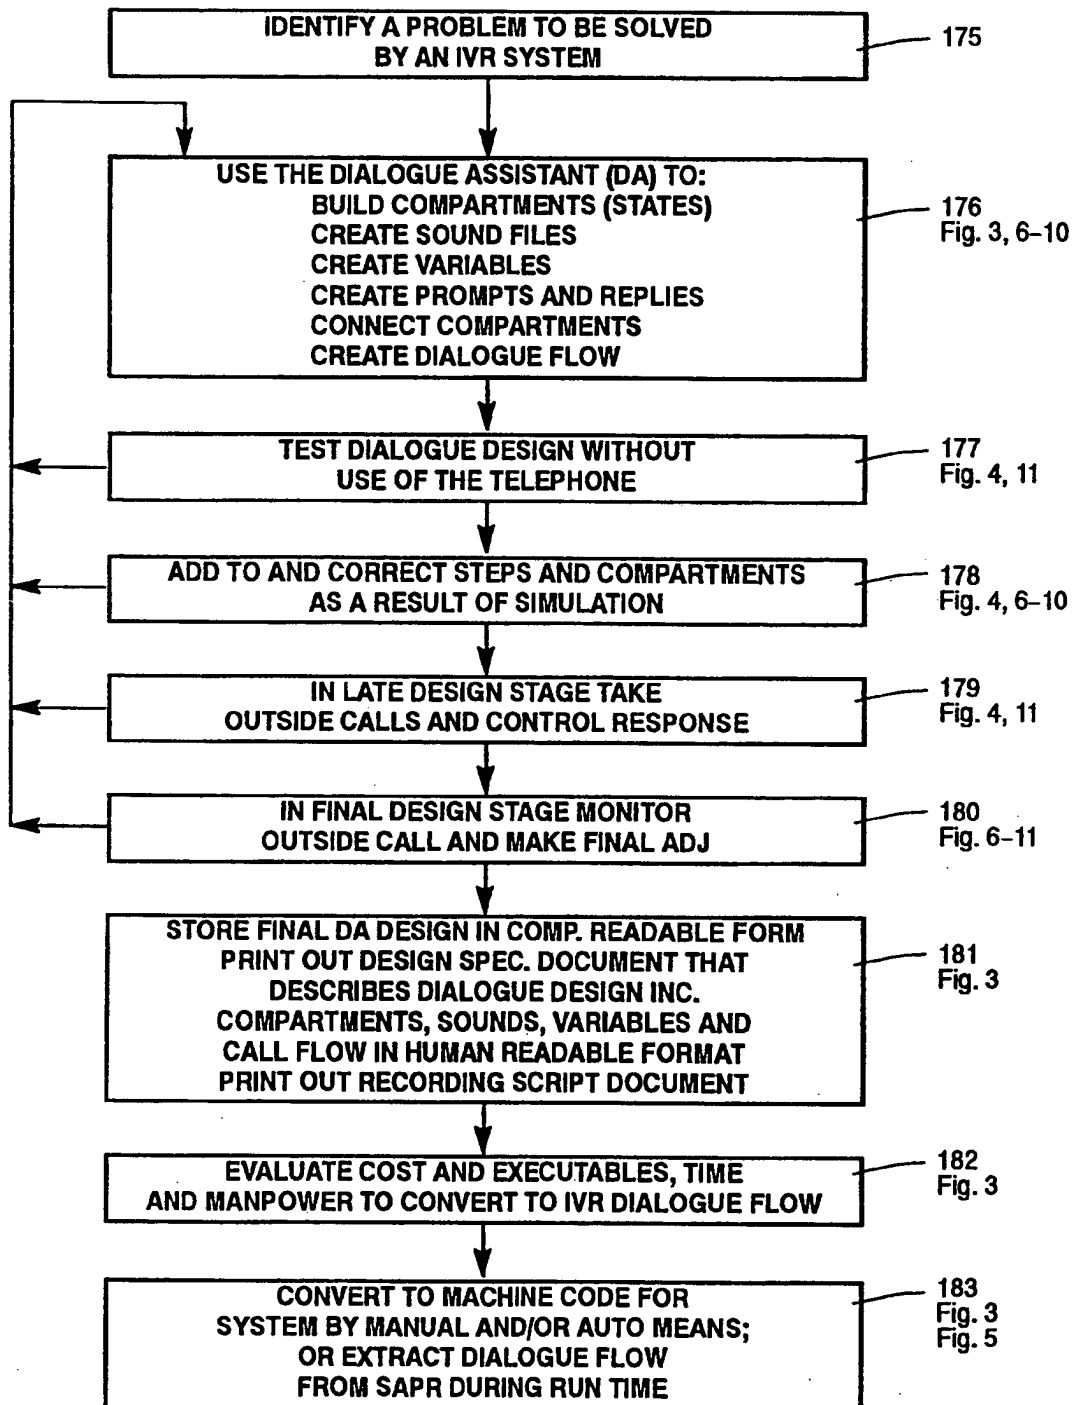 IDENTIFY A PROBLEM TO BE SOLVED
BY AN IVR SYSTEM
175
USE THE DIALOGUE ASSISTANT (DA) TO:
BUILD COMPARTMENTS (STATES)
CREATE SOUND FILES
CREATE VARIABLES
CREATE PROMPTS AND REPLIES
CONNECT COMPARTMENTS
CREATE DIALOGUE FLOW
176
Fig. 3, 6-10
TEST DIALOGUE DESIGN WITHOUT
USE OF THE TELEPHONE
177
Fig. 4, 11
ADD TO AND CORRECT STEPS AND COMPARTMENTS
AS A RESULT OF SIMULATION
178
Fig. 4, 6-10
IN LATE DESIGN STAGE TAKE
OUTSIDE CALLS AND CONTROL RESPONSE
179
Fig. 4, 11
IN FINAL DESIGN STAGE MONITOR
OUTSIDE CALL AND MAKE FINAL ADJ
180
Fig. 6-11
STORE FINAL DA DESIGN IN COMP. READABLE FORM
PRINT OUT DESIGN SPEC. DOCUMENT THAT
DESCRIBES DIALOGUE DESIGN INC.
COMPARTMENTS, SOUNDS, VARIABLES AND
CALL FLOW IN HUMAN READABLE FORMAT
PRINT OUT RECORDING SCRIPT DOCUMENT
181
Fig. 3
EVALUATE COST AND EXECUTABLES, TIME
AND MANPOWER TO CONVERT TO IVR DIALOGUE FLOW
182
Fig. 3
CONVERT TO MACHINE CODE FOR
SYSTEM BY MANUAL AND/OR AUTO MEANS;
OR EXTRACT DIALOGUE FLOW
FROM SAPR DURING RUN TIME
183
Fig. 3
Fig. 5